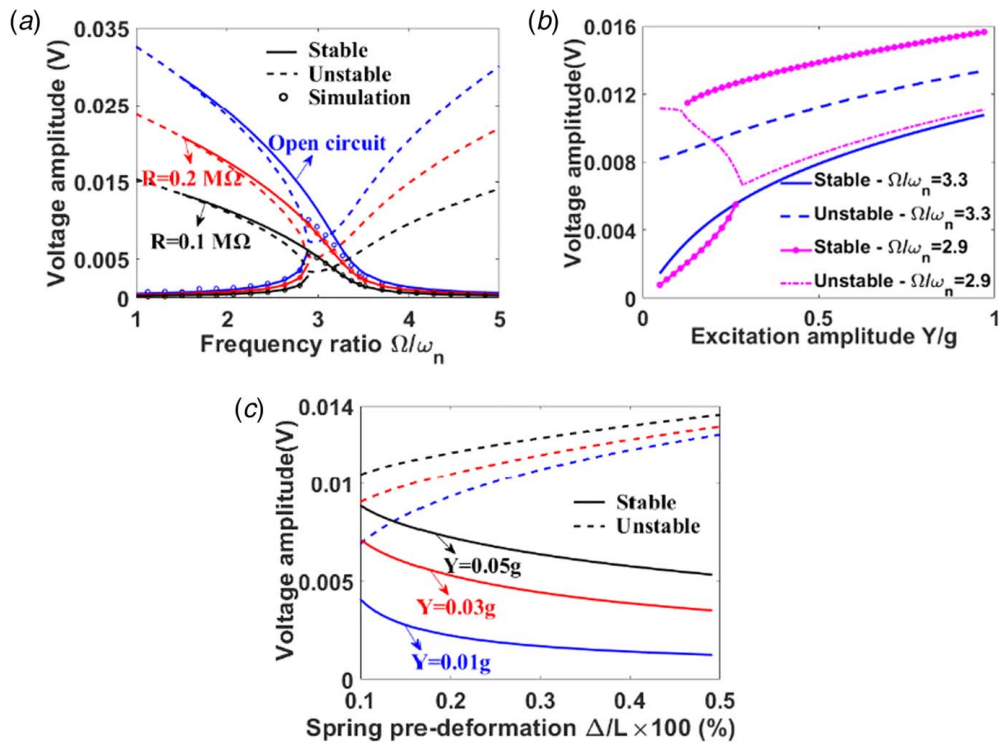 (a)
Voltage amplitude (V)
0.035
0.025
0.015
0.005
0
Stable
Unstable
Simulation
Open circuit
R=0.2 MΩ
R=0.1 MΩ
1 2 3 4 5
Frequency ratio Ω/ωn
(b)
Voltage amplitude(V)
0.016
0.012
0.008
0.004
0
Stable - Ω/ωn=3.3
Unstable - Ω/ωn=3.3
Stable - Ω/ωn=2.9
Unstable - Ω/ωn=2.9
0 0.5 1
Excitation amplitude Y/g
(c)
Voltage amplitude(V)
0.014
0.01
0.005
0
Stable
Unstable
Y=0.05g
Y=0.03g
Y=0.01g
0.1 0.2 0.3 0.4 0.5
Spring pre-deformation Δ/L ×100 (%)